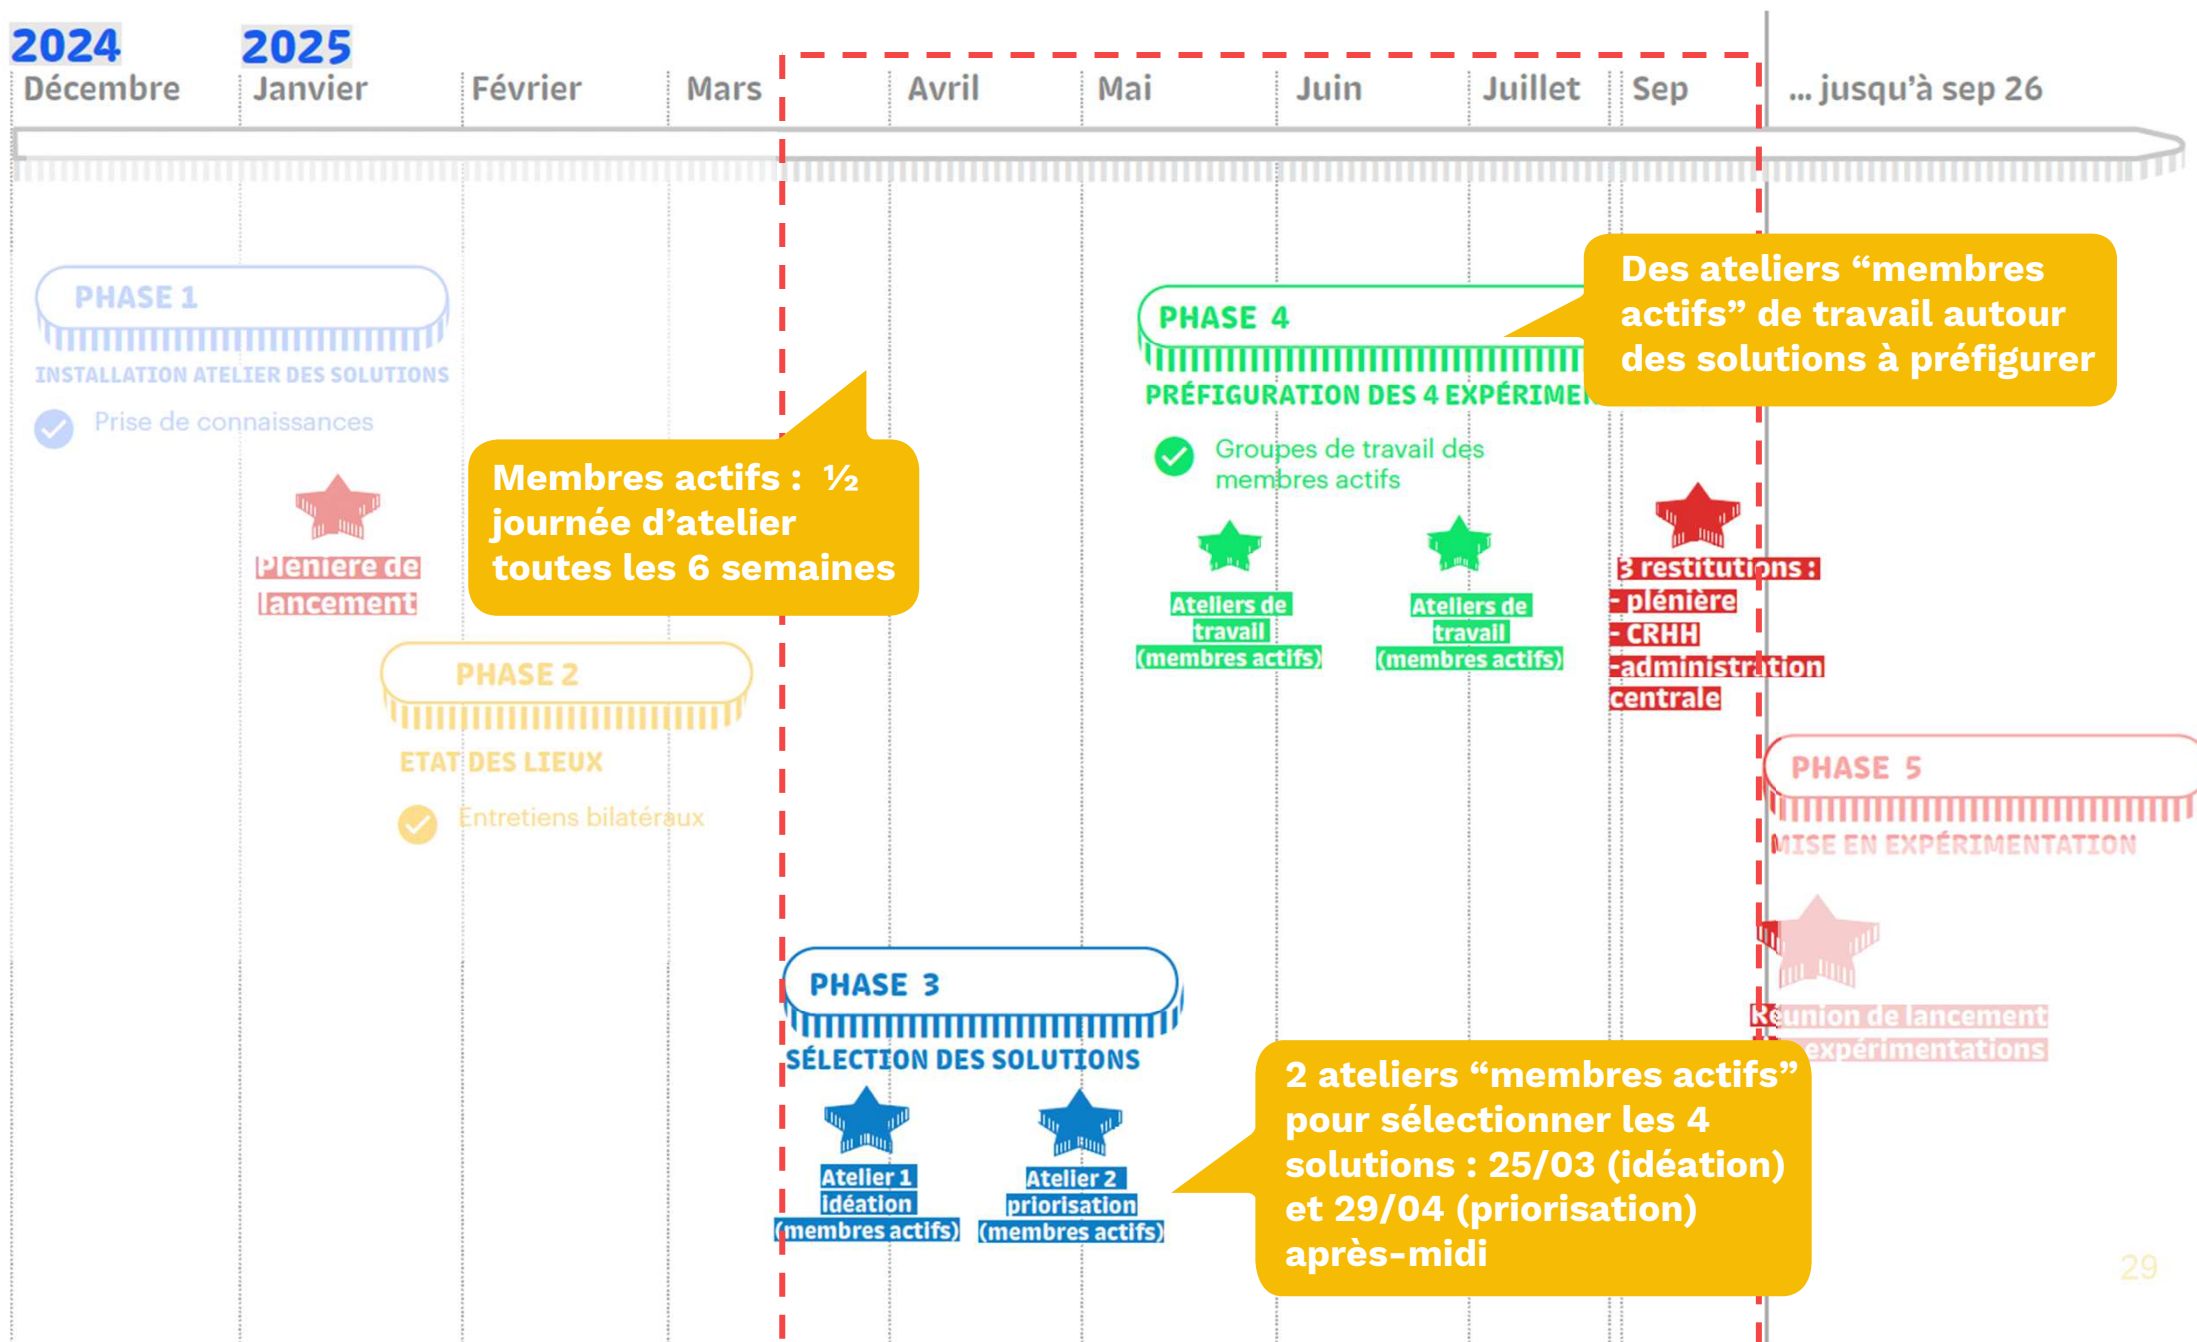 2024
2025
Décembre
Janvier
Février
Mars
Avril
Mai
Juin
Juillet
Sep
... jusqu'à sep 26
PHASE 1
INSTALLATION ATELIER DES SOLUTIONS
Prise de connaissances
Plénière de
lancement
Membres actifs : ½
journée d'atelier
toutes les 6 semaines
PHASE 2
ETAT DES LIEUX
Entretiens bilatéraux
PHASE 4
PRÉFIGURATION DES 4
Groupes de travail des
membres actifs
Des ateliers “membres
actifs” de travail autour
des solutions à préfigurer
Ateliers de
travail
(membres actifs)
Ateliers de
travail
(membres actifs)
3 restitutions :
- plénière
- CRHH
-administration
centrale
PHASE 5
MISE EN EXPÉRIMENTATION
Réunion de lancement
expérimentations
PHASE 3
SÉLECTION DES SOLUTIONS
Atelier 1
idéation
(membres actifs)
Atelier 2
priorisation
(membres actifs)
2 ateliers “membres actifs”
pour sélectionner les 4
solutions : 25/03 (idéation)
et 29/04 (priorisation)
après-midi
29